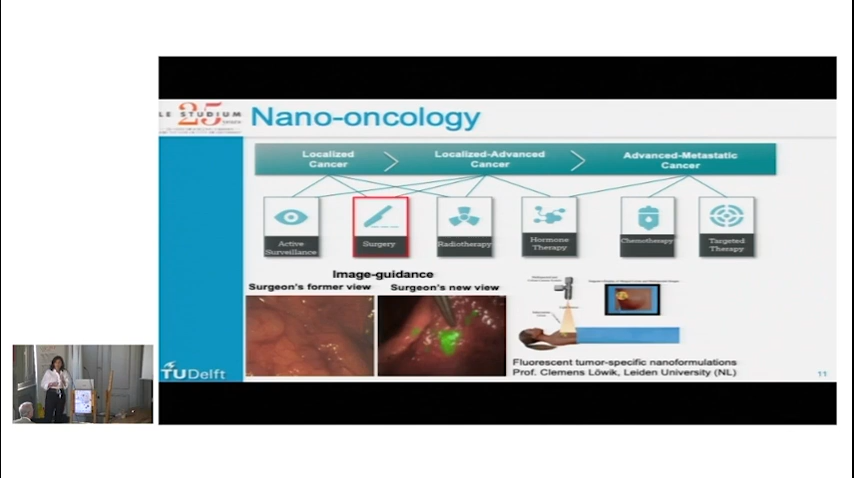 LE STUDIUM
25
Nano-oncology
Localized
Cancer
Localized-Advanced
Cancer
Advanced-Metastatic
Cancer
Active
Surveillance
Surgery
Radiotherapy
Hormone
Therapy
Chemotherapy
Targeted
Therapy
Image-guidance
Surgeon's former view
Surgeon's new view
Fluorescent tumor-specific nanoformulations
Prof. Clemens Löwik, Leiden University (NL)
TUDelft
11